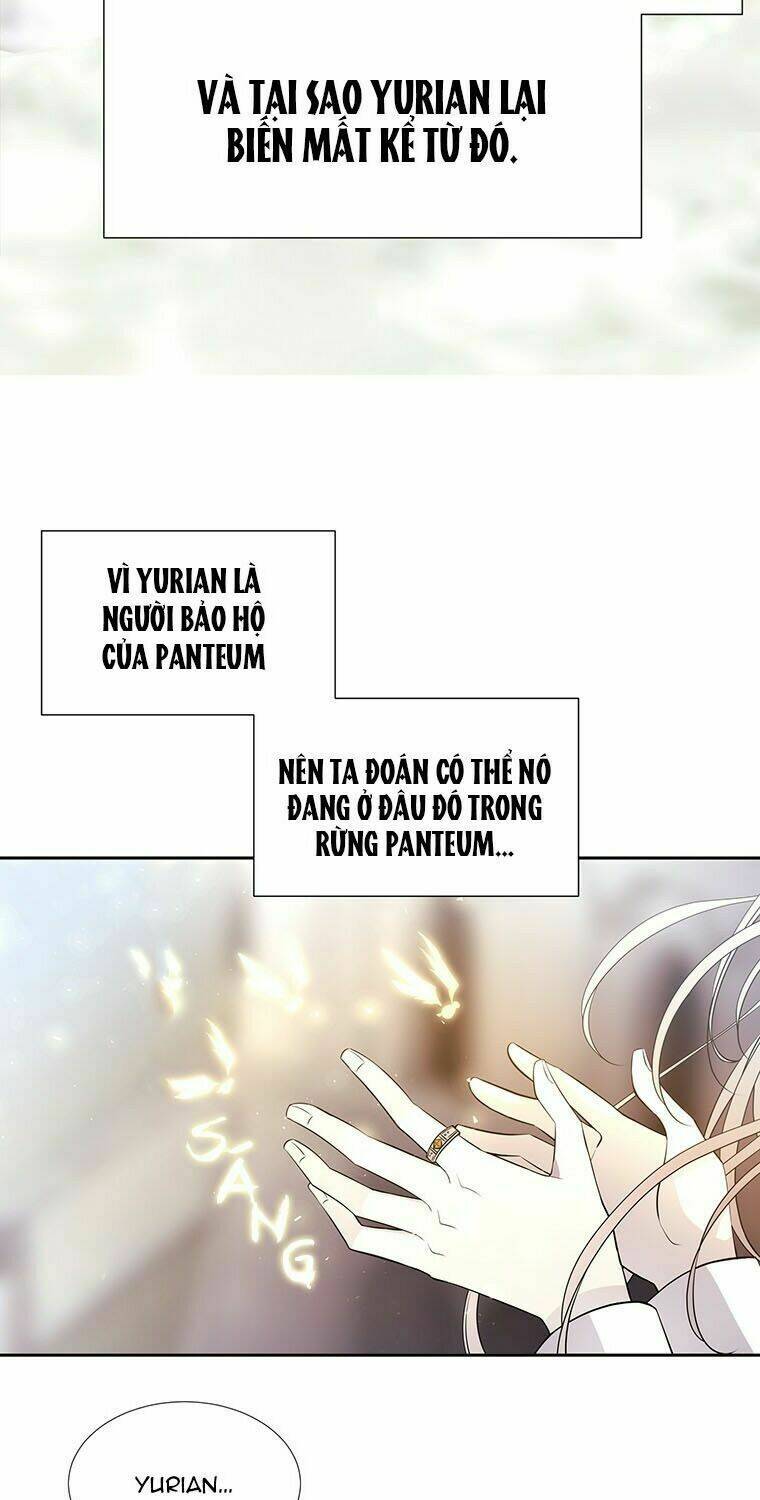 VÀ TẠI SAO YURIAN LẠI
BIẾN MẤT KỂ TỪ ĐÓ.
VÌ YURIAN LÀ
NGƯỜI BẢO HỘ
CỦA PANTEUM
NÊN TA ĐOÁN CÓ THỂ NÓ
ĐANG Ở ĐÂU ĐÓ TRONG
RỪNG PANTEUM...
SÁNG
YURIAN...